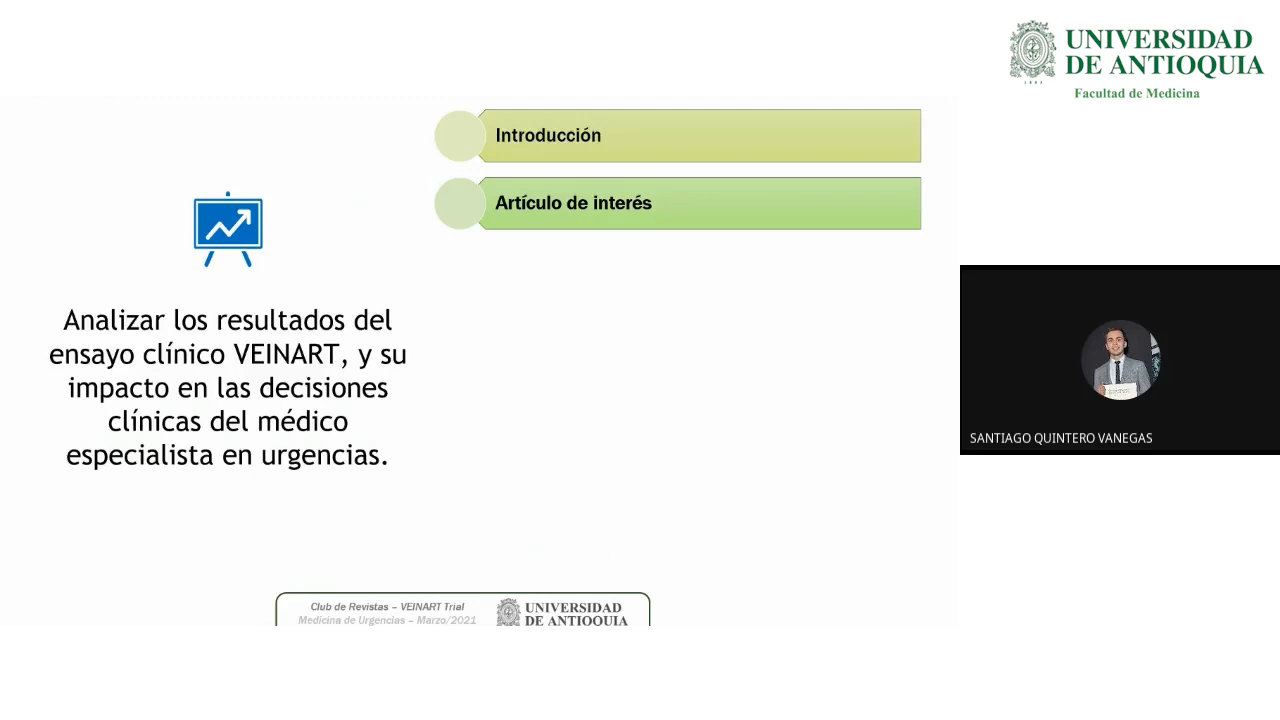 UNIVERSIDAD
DE ANTIOQUIA
Facultad de Medicina
Introducción
Artículo de interés
Analizar los resultados del
ensayo clínico VEINART, y su
impacto en las decisiones
clínicas del médico
especialista en urgencias.
SANTIAGO QUINTERO VANEGAS
Club de Revistas – VEINART Trial
Medicina de Urgencias – Marzo/2021
UNIVERSIDAD
DE ANTIOQUIA